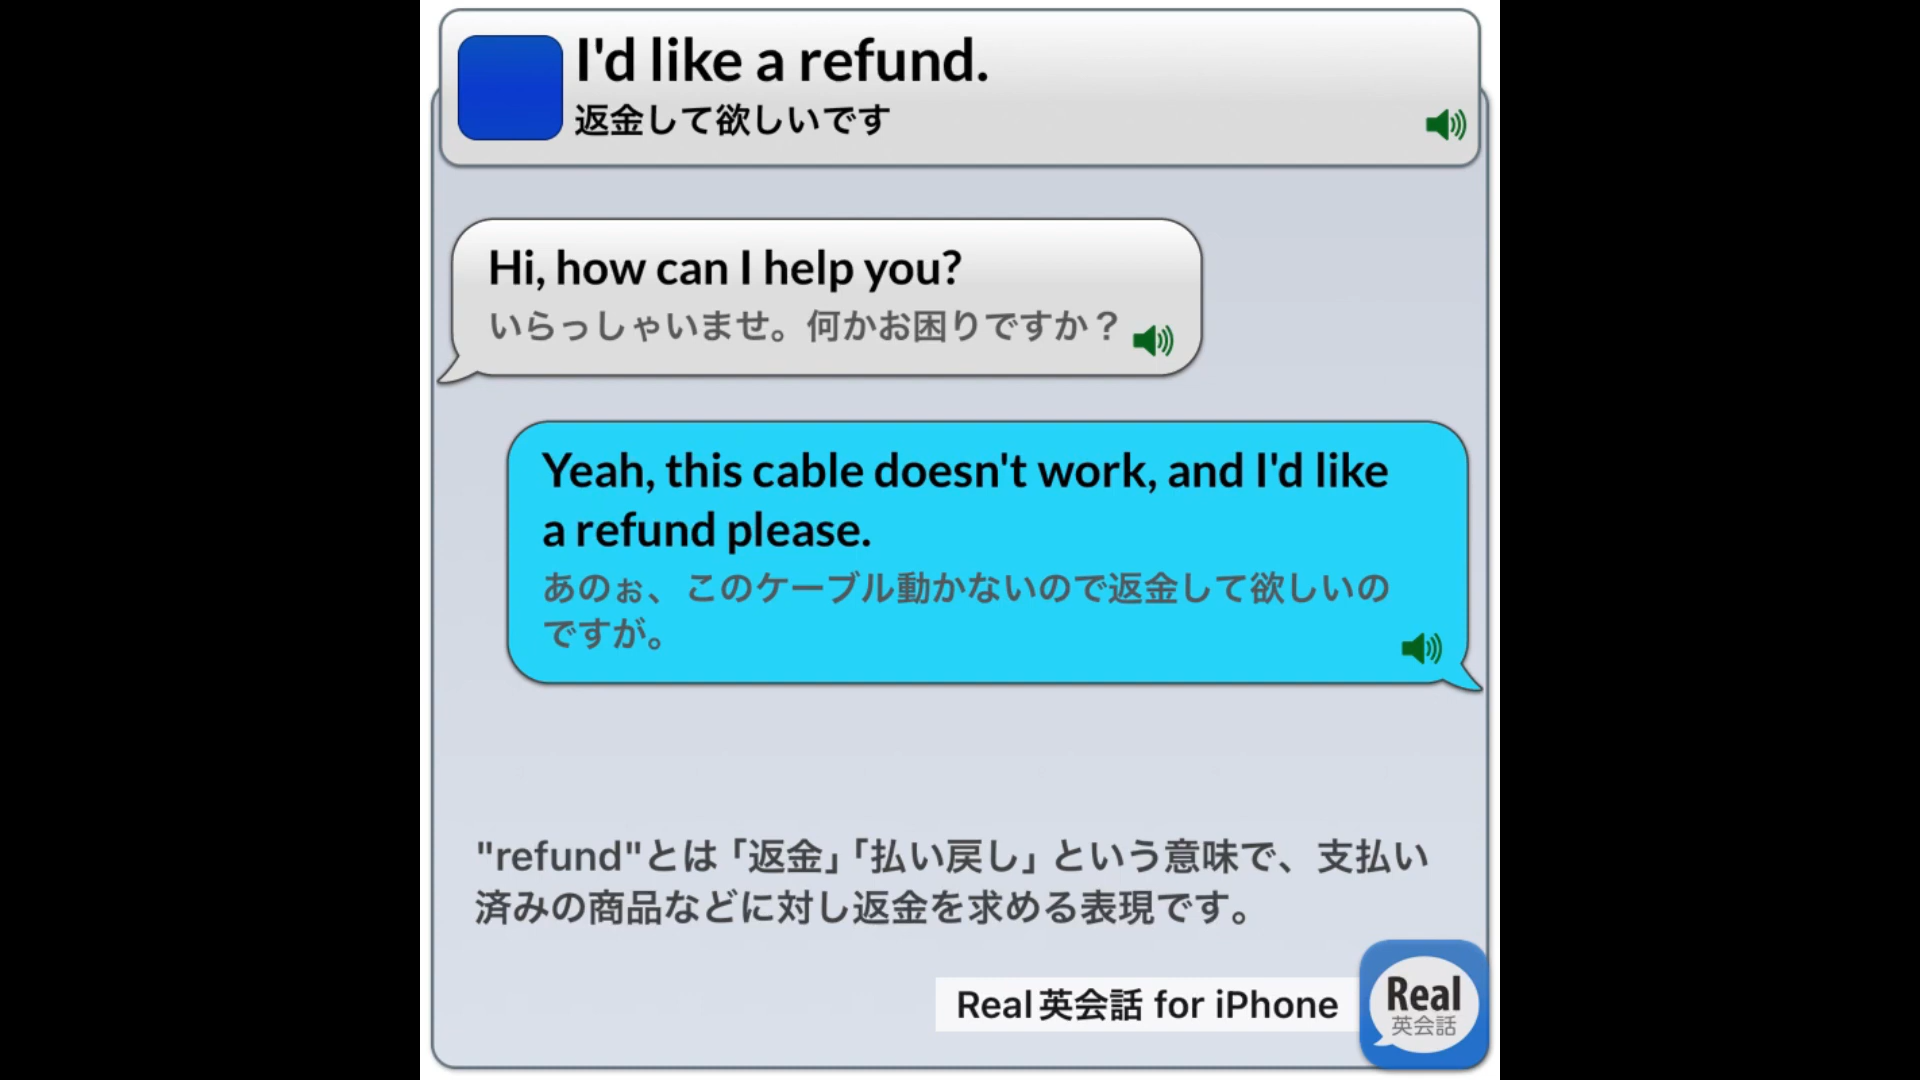 I'd like a refund.
返金して欲しいです
Hi, how can I help you?
いらっしゃいませ。何かお困りですか？
Yeah, this cable doesn't work, and I'd like
a refund please.
あのぉ、このケーブル動かないので返金して欲しいの
ですが。
"refund"とは「返金」「払い戻し」という意味で、支払い
済みの商品などに対し返金を求める表現です。
Real英会話 for iPhone
Real
英会話